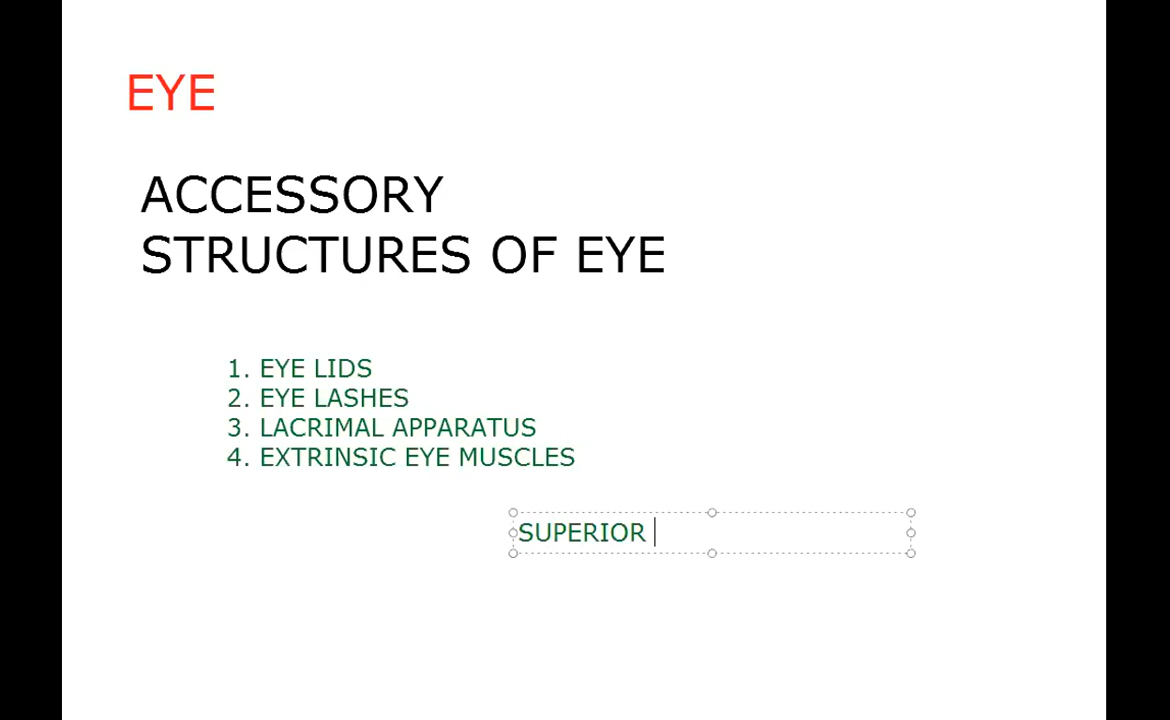 EYE
ACCESSORY
STRUCTURES OF EYE
1. EYE LIDS
2. EYE LASHES
3. LACRIMAL APPARATUS
4. EXTRINSIC EYE MUSCLES
SUPERIOR